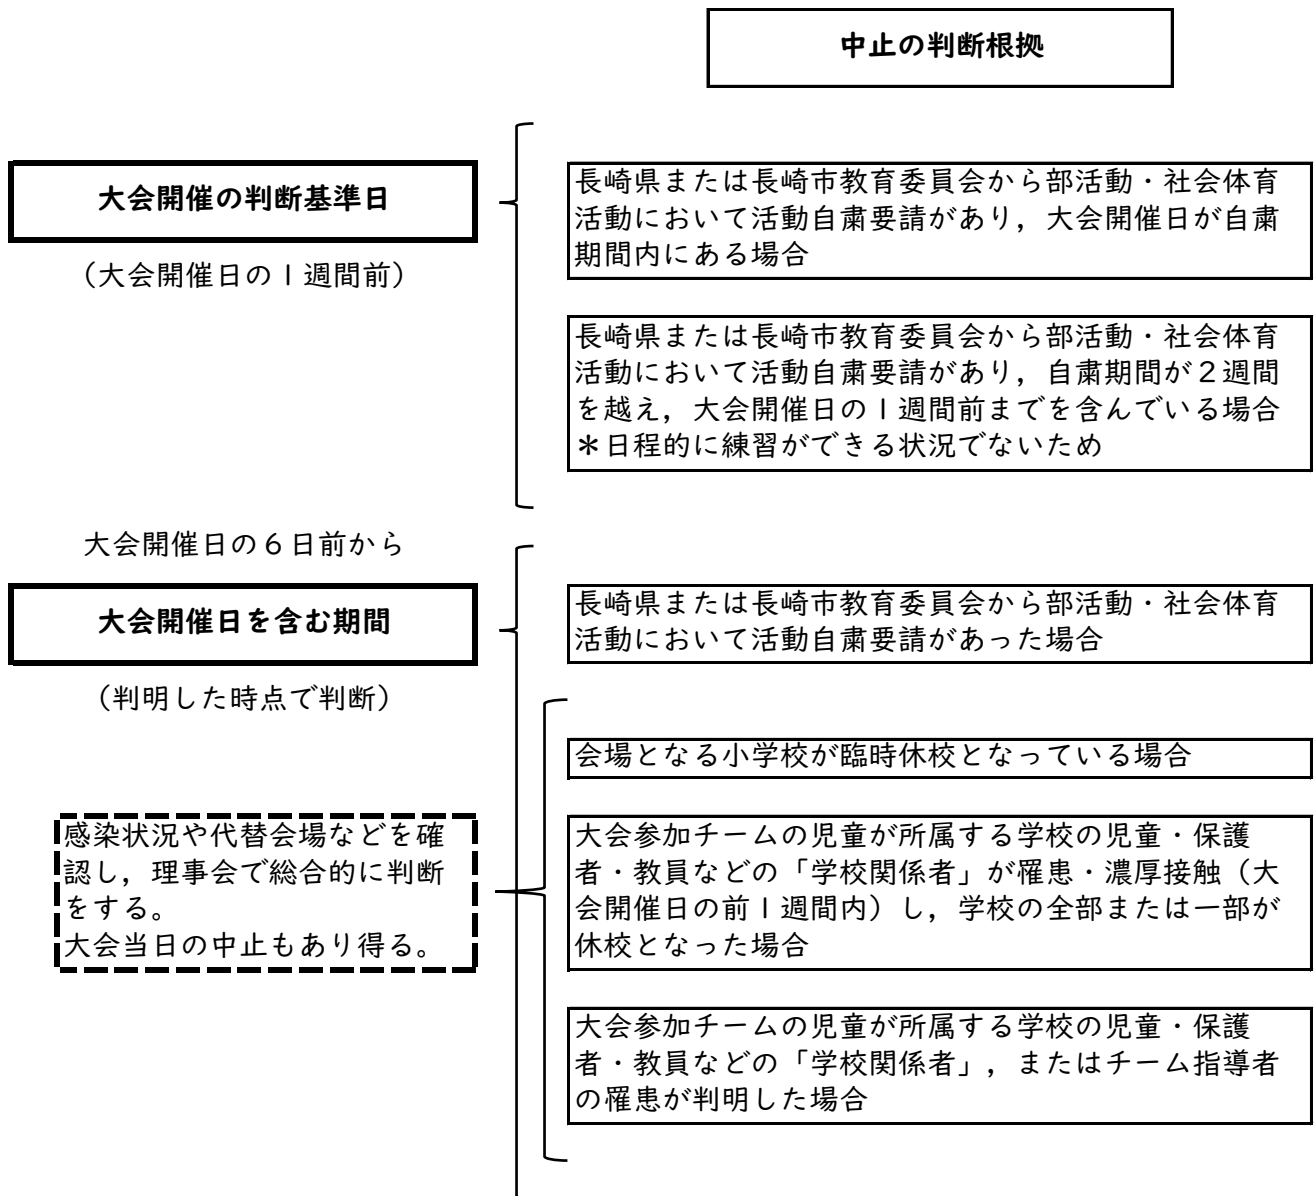 中止の判断根拠
大会開催の判断基準日
（大会開催日の１週間前）
長崎県または長崎市教育委員会から部活動・社会体育
活動において活動自粛要請があり，大会開催日が自粛
期間内にある場合
長崎県または長崎市教育委員会から部活動・社会体育
活動において活動自粛要請があり，自粛期間が２週間
を越え，大会開催日の１週間前までを含んでいる場合
＊日程的に練習ができる状況でないため
大会開催日の６日前から
大会開催日を含む期間
（判明した時点で判断）
長崎県または長崎市教育委員会から部活動・社会体育
活動において活動自粛要請があった場合
感染状況や代替会場などを確
認し，理事会で総合的に判断
をする。
大会当日の中止もあり得る。
会場となる小学校が臨時休校となっている場合
大会参加チームの児童が所属する学校の児童・保護
者・教員などの「学校関係者」が罹患・濃厚接触（大
会開催日の前１週間内）し，学校の全部または一部が
休校となった場合
大会参加チームの児童が所属する学校の児童・保護
者・教員などの「学校関係者」，またはチーム指導者
の罹患が判明した場合